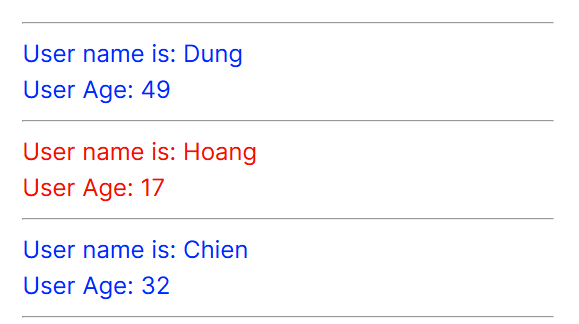 User name is: Dung
User Age: 49
User name is: Hoang
User Age: 17
User name is: Chien
User Age: 32